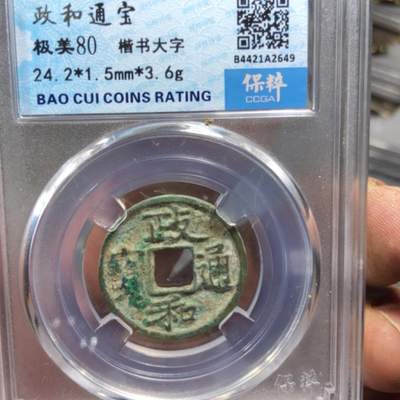 政和通宝
极美80 楷书大字
24.2*1.5mm*3.6g
BAO CUI COINS RATING
B4421A2649
保粹
CCGA
政
通
和